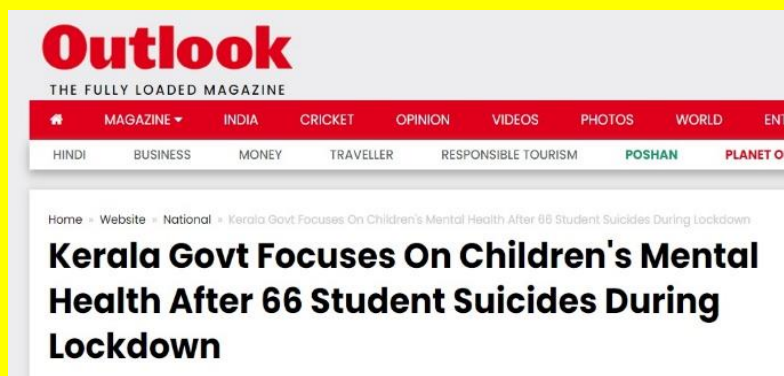 Outlook
THE FULLY LOADED MAGAZINE
MAGAZINE INDIA CRICKET OPINION VIDEOS PHOTOS WORLD
HINDI BUSINESS MONEY TRAVELLER RESPONSIBLE TOURISM POSHAN PLANET
Home » Website » National » Kerala Govt Focuses On Children's Mental Health After 66 Student Suicides During Lockdown
Kerala Govt Focuses On Children's Mental
Health After 66 Student Suicides During
Lockdown